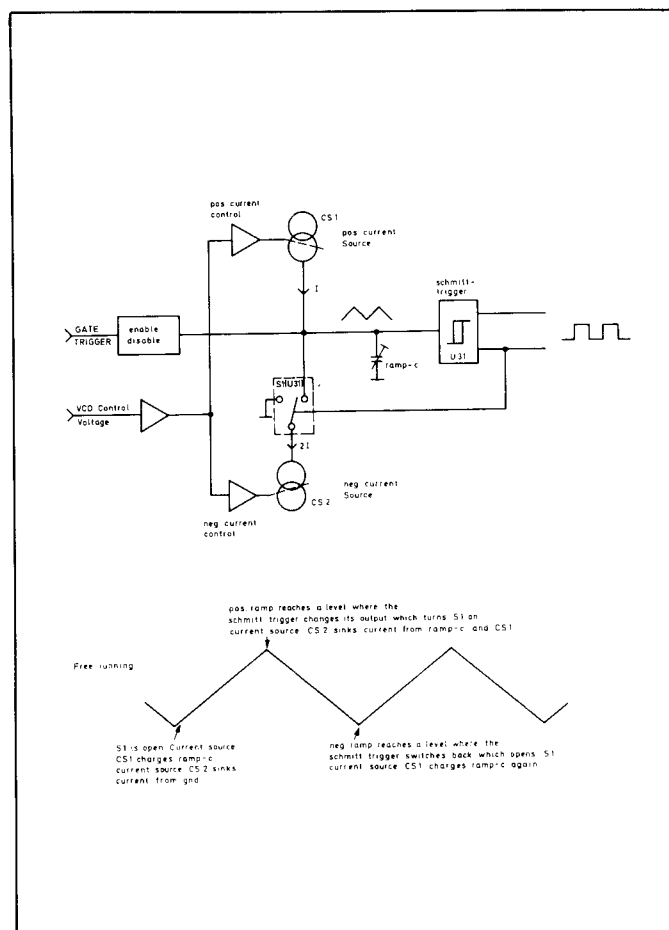 pos current
control
CS1
pos current
Source
I
schmitt-
trigger
GATE
TRIGGER
enable
disable
U31
ramp-c
S1(U31)
VCO Control
Voltage
2I
neg current
Source
CS2
neg current
control
pos ramp reaches a level where the
schmitt trigger changes its output which turns S1 on
current source CS2 sinks current from ramp-c and CS1
Free running
S1 is open Current source
CS1 charges ramp-c
current source CS2 sinks
current from gnd
neg ramp reaches a level where the
schmitt trigger switches back which opens S1
current source CS1 charges ramp-c again